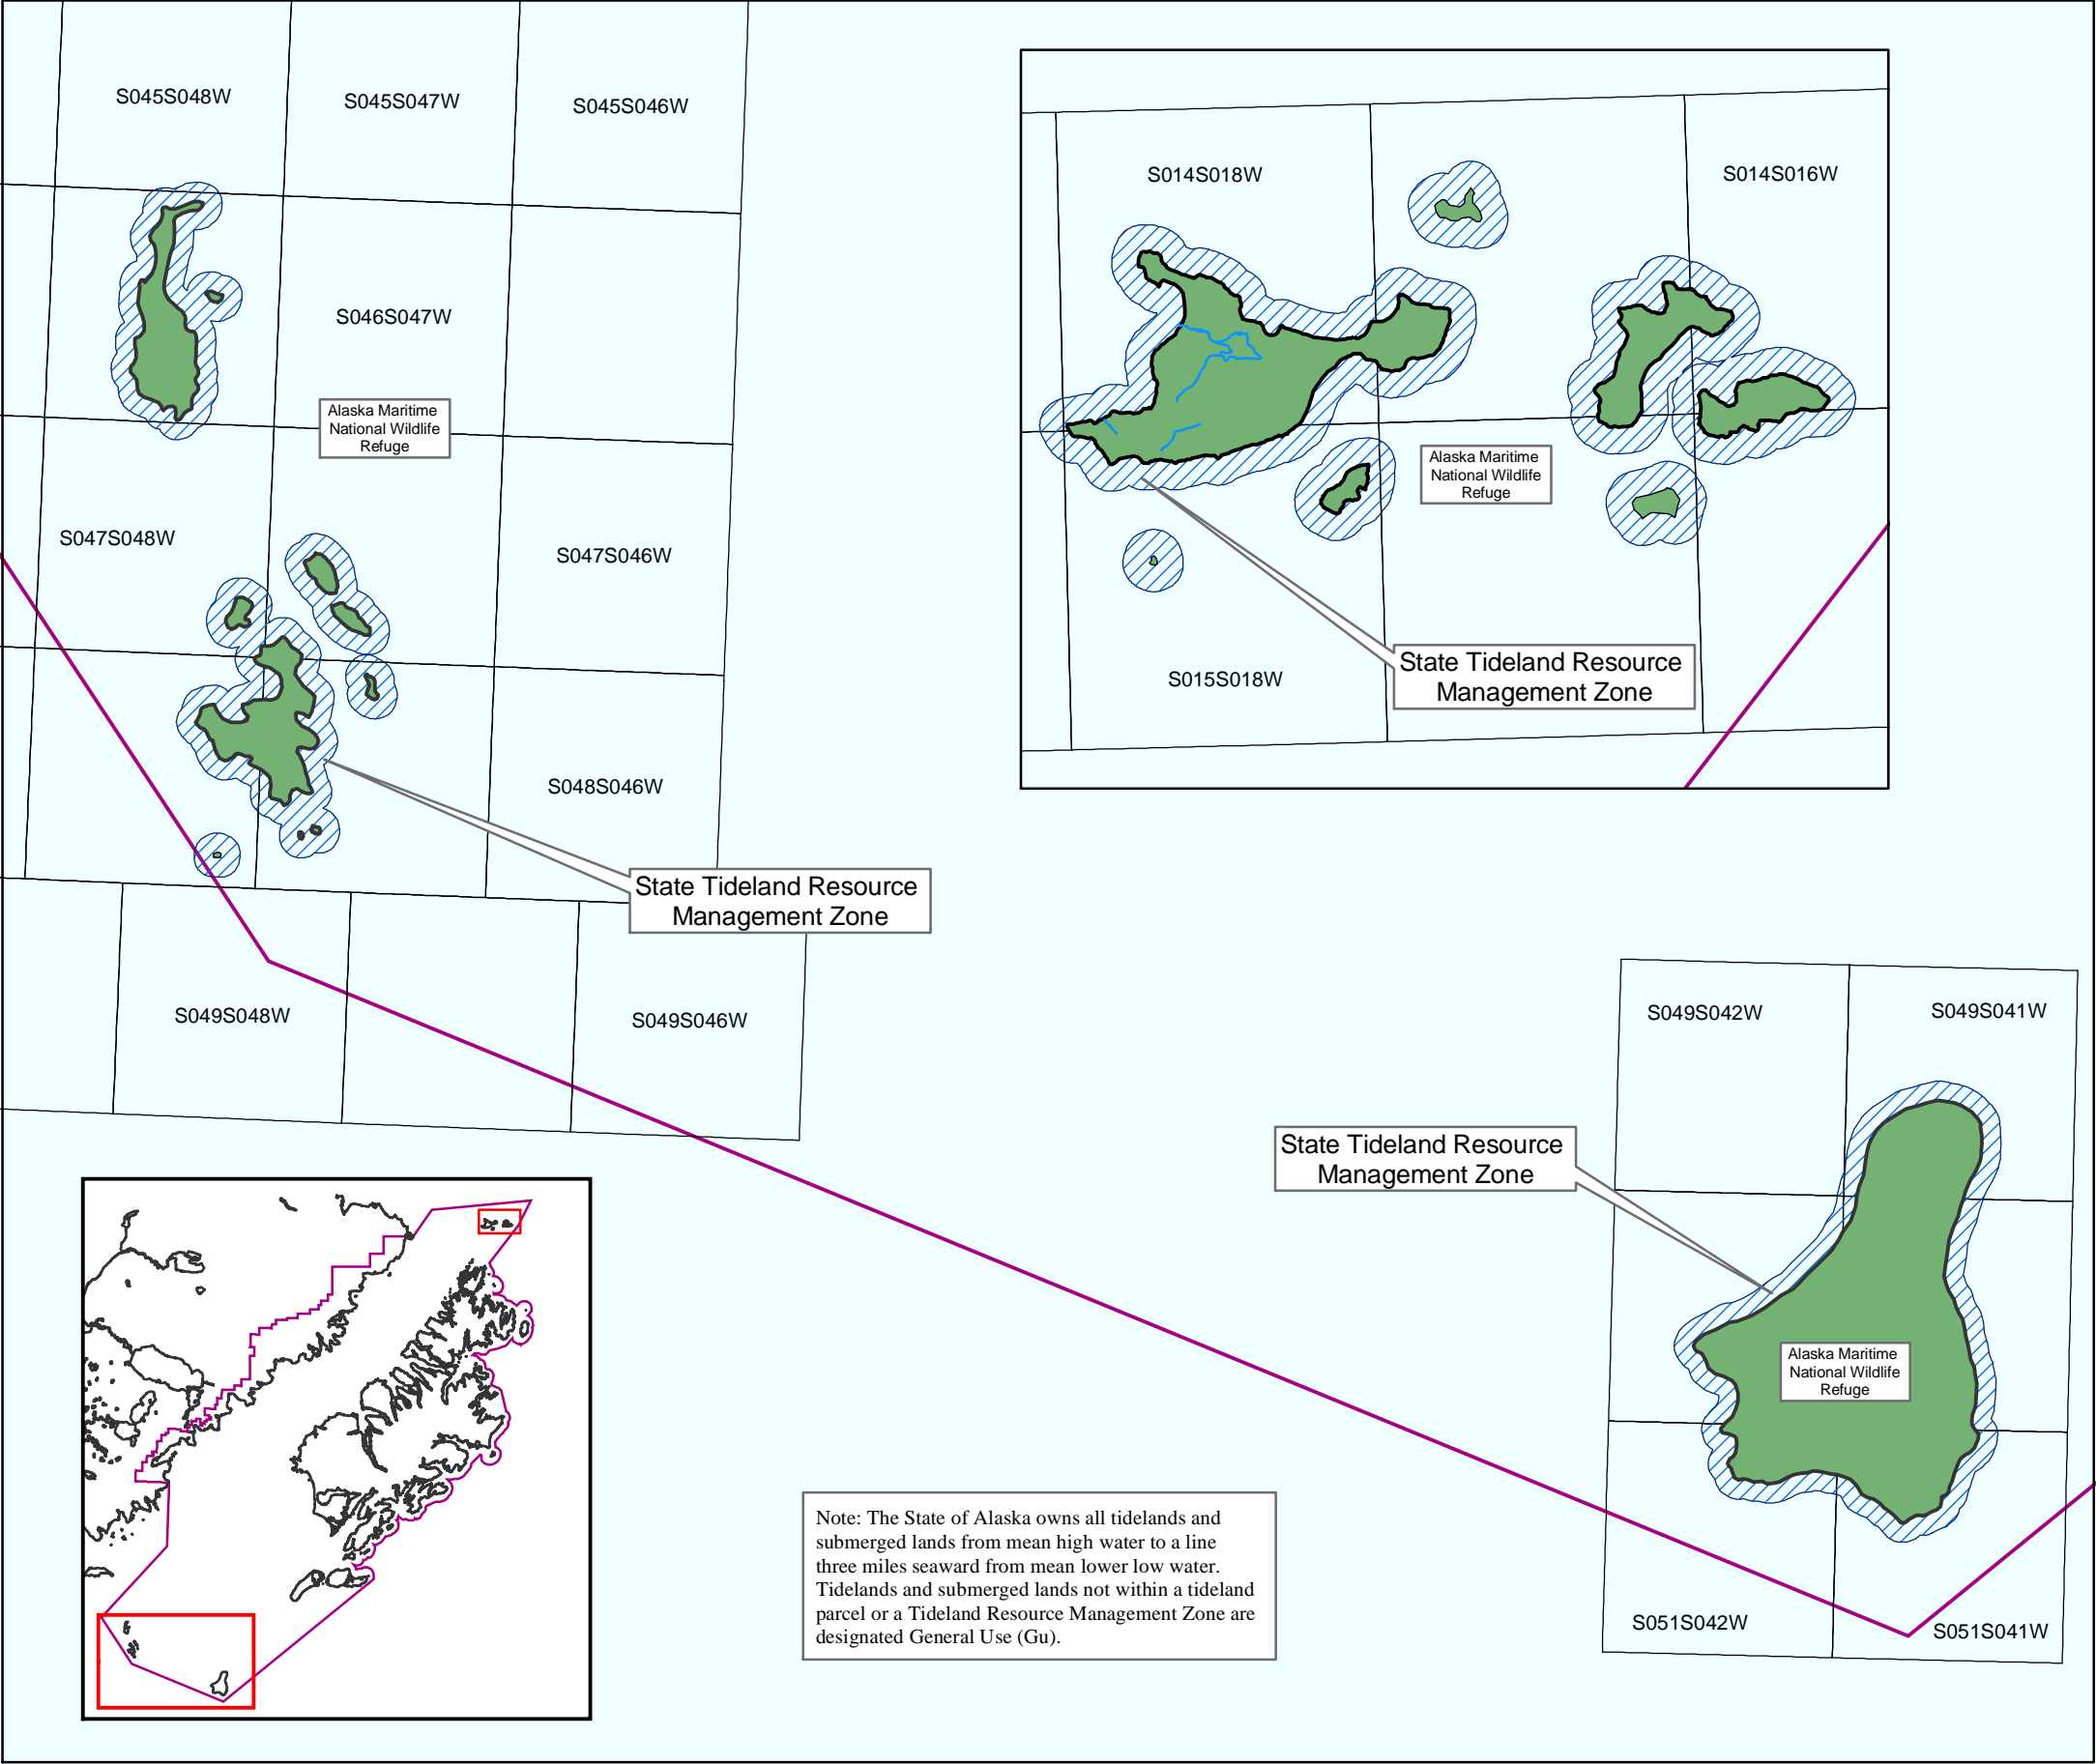 S045S048W
S045S047W
S045S046W
S046S047W
Alaska Maritime
National Wildlife
Refuge
S047S048W
S047S046W
S048S046W
State Tideland Resource
Management Zone
S049S048W
S049S046W
S014S018W
S014S016W
Alaska Maritime
National Wildlife
Refuge
State Tideland Resource
Management Zone
S015S018W
S049S042W
S049S041W
State Tideland Resource
Management Zone
Alaska Maritime
National Wildlife
Refuge
S051S042W
S051S041W
Note: The State of Alaska owns all tidelands and
submerged lands from mean high water to a line
three miles seaward from mean lower low water.
Tidelands and submerged lands not within a tideland
parcel or a Tideland Resource Management Zone are
designated General Use (Gu).